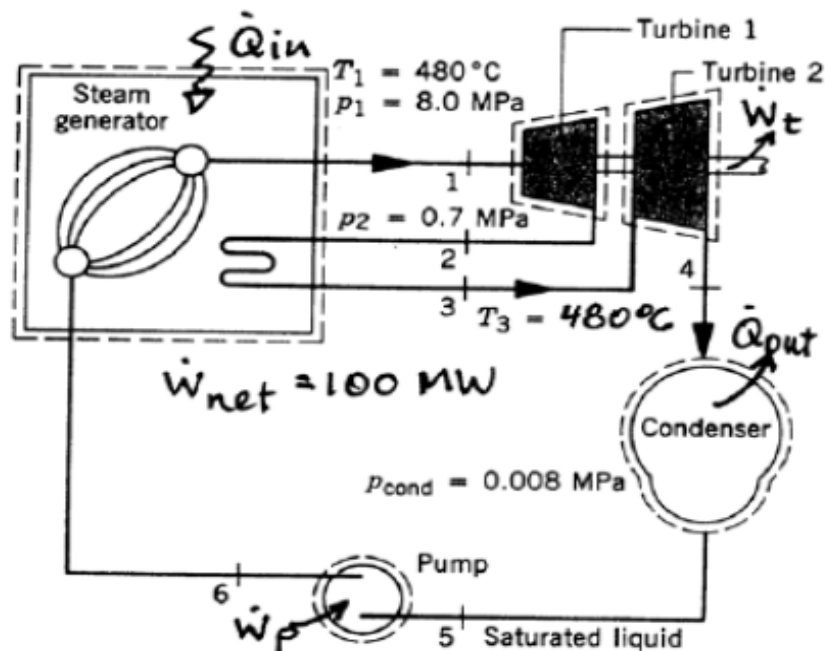 Q̇in
Turbine 1
T₁ = 480°C
Turbine 2
Steam
generator
p₁ = 8.0 MPa
Ẇt
1
p2 = 0.7 MPa
2
4
3
T₃ = 480°C
Q̇out
Ẇnet = 100 MW
Condenser
pcond = 0.008 MPa
Pump
6
Ẇp
5
Saturated liquid